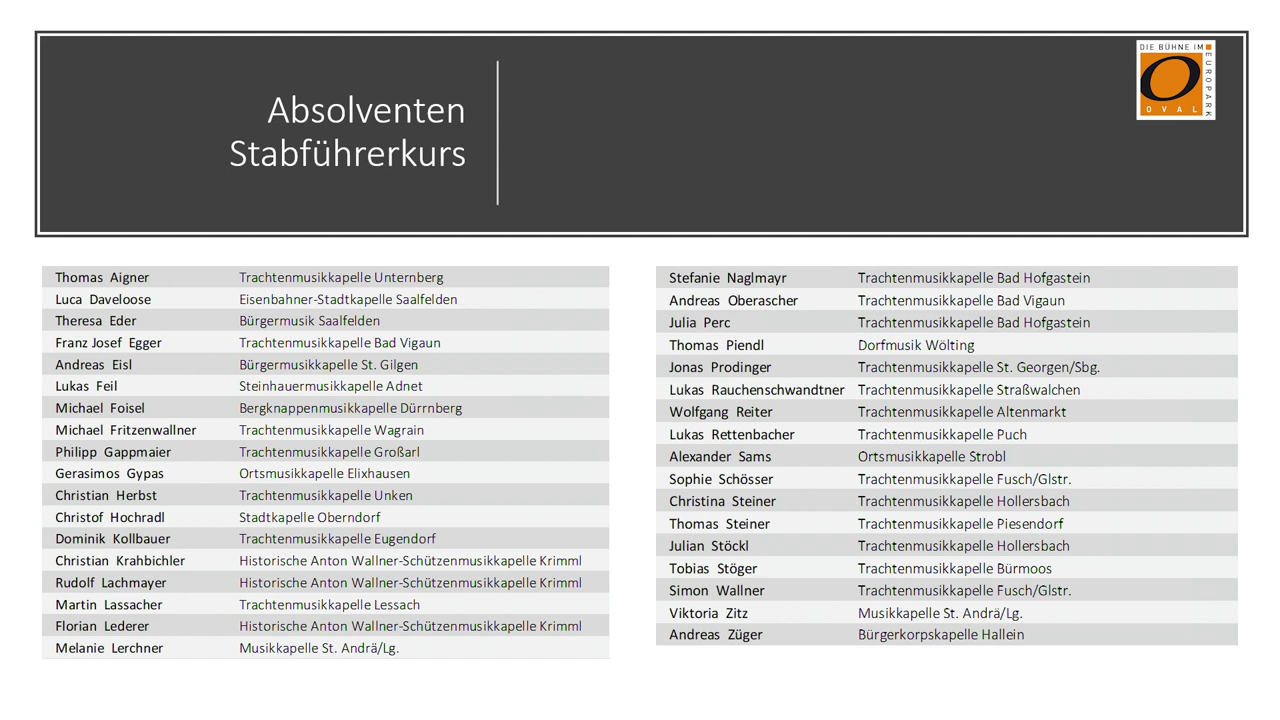 Absolventen
Stabführerkurs
DIE BÜHNE IM
EUROPARK
OVAL
Thomas Aigner Trachtenmusikkapelle Unternberg
Luca Daveloose Eisenbahner-Stadtkapelle Saalfelden
Theresa Eder Bürgermusik Saalfelden
Franz Josef Egger Trachtenmusikkapelle Bad Vigaun
Andreas Eisl Bürgermusikkapelle St. Gilgen
Lukas Feil Steinhauermusikkapelle Adnet
Michael Foisel Bergknappenmusikkapelle Dürrnberg
Michael Fritzenwallner Trachtenmusikkapelle Wagrain
Philipp Gappmaier Trachtenmusikkapelle Großarl
Gerasimos Gypas Ortsmusikkapelle Elixhausen
Christian Herbst Trachtenmusikkapelle Unken
Christof Hochradl Stadtkapelle Oberndorf
Dominik Kollbauer Trachtenmusikkapelle Eugendorf
Christian Krahbichler Historische Anton Wallner-Schützenmusikkapelle Krimml
Rudolf Lachmayer Historische Anton Wallner-Schützenmusikkapelle Krimml
Martin Lassacher Trachtenmusikkapelle Lessach
Florian Lederer Historische Anton Wallner-Schützenmusikkapelle Krimml
Melanie Lerchner Musikkapelle St. Andrä/Lg.
Stefanie Naglmayr Trachtenmusikkapelle Bad Hofgastein
Andreas Oberascher Trachtenmusikkapelle Bad Vigaun
Julia Perc Trachtenmusikkapelle Bad Hofgastein
Thomas Piendl Dorfmusik Wölting
Jonas Prodinger Trachtenmusikkapelle St. Georgen/Sbg.
Lukas Rauchenschwandtner Trachtenmusikkapelle Straßwalchen
Wolfgang Reiter Trachtenmusikkapelle Altenmarkt
Lukas Rettenbacher Trachtenmusikkapelle Puch
Alexander Sams Ortsmusikkapelle Strobl
Sophie Schösser Trachtenmusikkapelle Fusch/Glstr.
Christina Steiner Trachtenmusikkapelle Hollersbach
Thomas Steiner Trachtenmusikkapelle Piesendorf
Julian Stöckl Trachtenmusikkapelle Hollersbach
Tobias Stöger Trachtenmusikkapelle Bürmoos
Simon Wallner Trachtenmusikkapelle Fusch/Glstr.
Viktoria Zitz Musikkapelle St. Andrä/Lg.
Andreas Züger Bürgerkorpskapelle Hallein